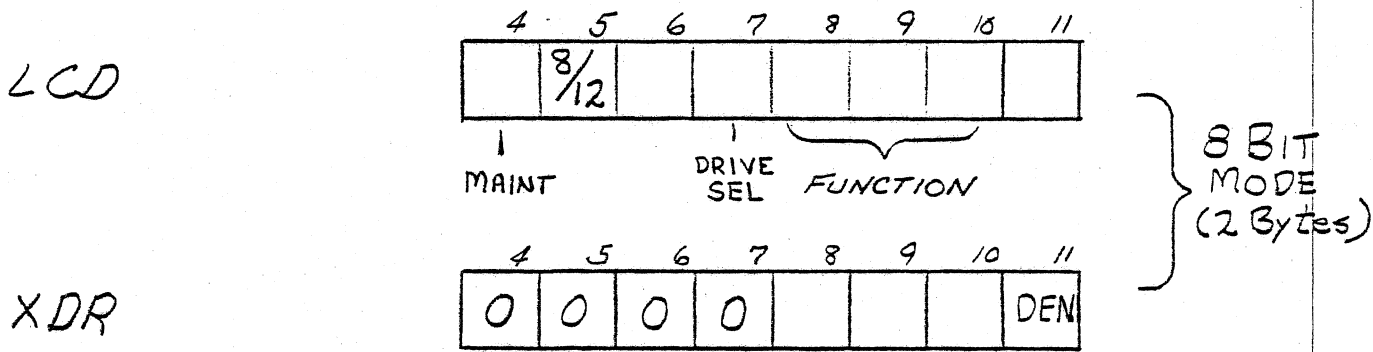 4 5 6 7 8 9 10 11
LCD
8/12
MAINT
DRIVE
SEL
FUNCTION
8 BIT
MODE
(2 Bytes)
4 5 6 7 8 9 10 11
XDR
0 0 0 0 DEN